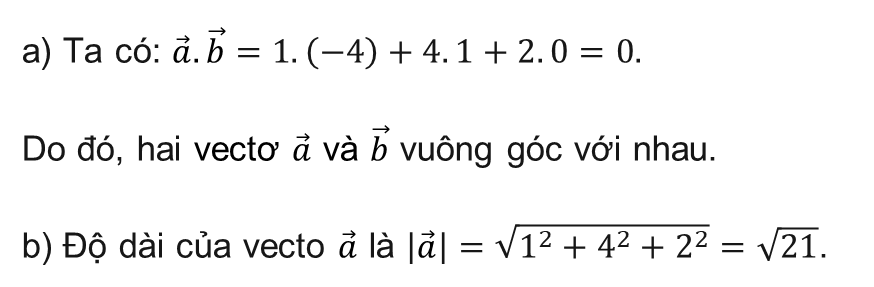 a) Ta có: a⃗.b⃗ = 1.(−4) + 4.1 + 2.0 = 0.
Do đó, hai vectơ a⃗ và b⃗ vuông góc với nhau.
b) Độ dài của vecto a⃗ là |a⃗| = √(1² + 4² + 2²) = √21.